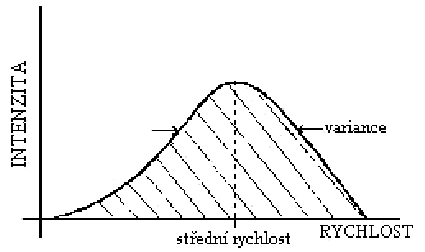 INTENZITA
variance
RYCHLOST
střední rychlost